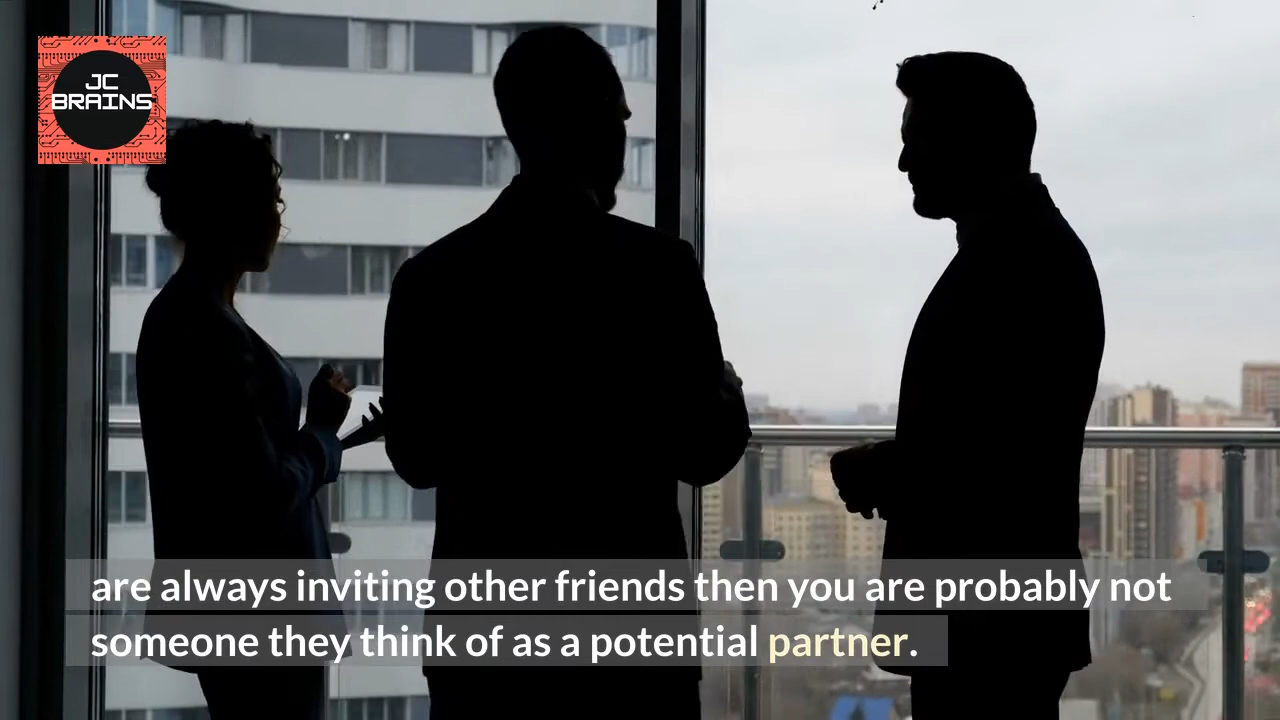 JC
BRAINS
are always inviting other friends then you are probably not
someone they think of as a potential partner.